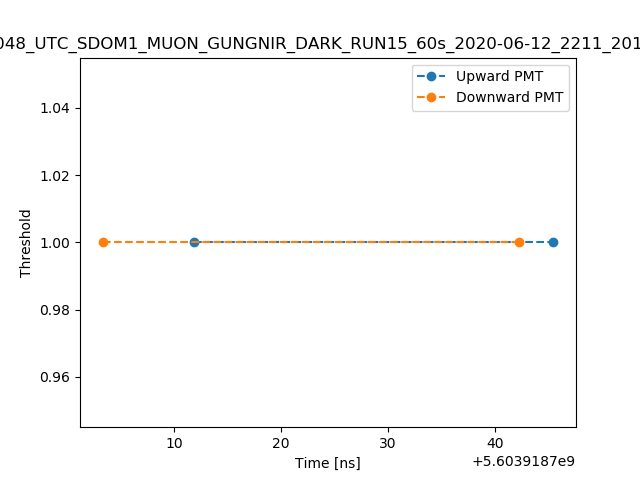 048_UTC_SDOM1_MUON_GUNGNIR_DARK_RUN15_60s_2020-06-12_2211_201
Upward PMT
Downward PMT
1.04
1.02
1.00
0.98
0.96
Threshold
10 20 30 40
Time [ns]
+5.6039187e9